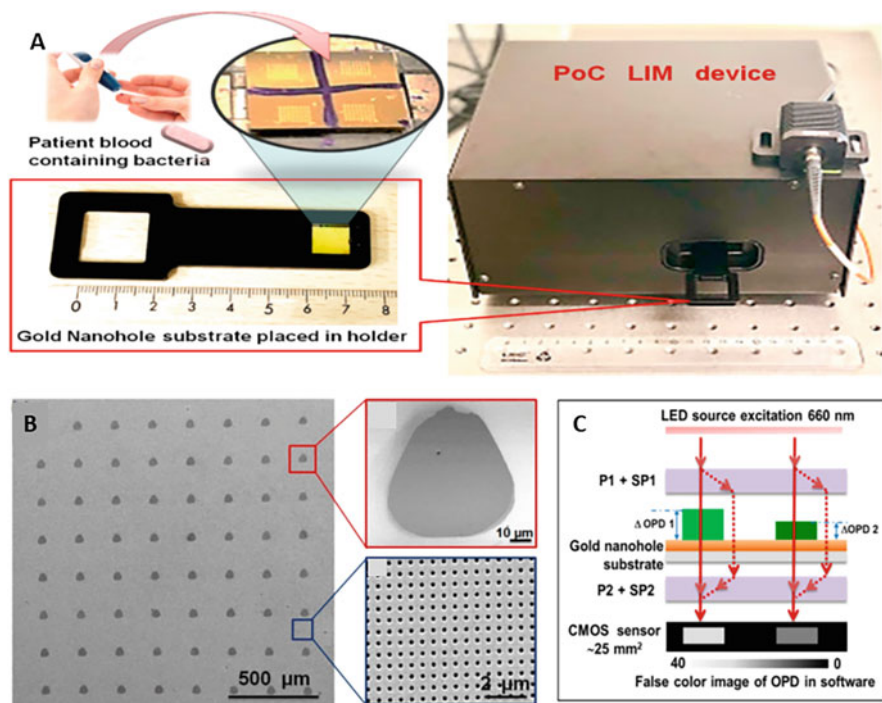 A
Patient blood
containing bacteria
PoC LIM device
0 1 2 3 4 5 6 7 8
Gold Nanohole substrate placed in holder
B
500 µm
10 µm
2 µm
C
LED source excitation 660 nm
P1 + SP1
Δ OPD 1
ΔOPD 2
Gold nanohole
substrate
P2 + SP2
CMOS sensor
~25 mm²
40 0
False color image of OPD in software